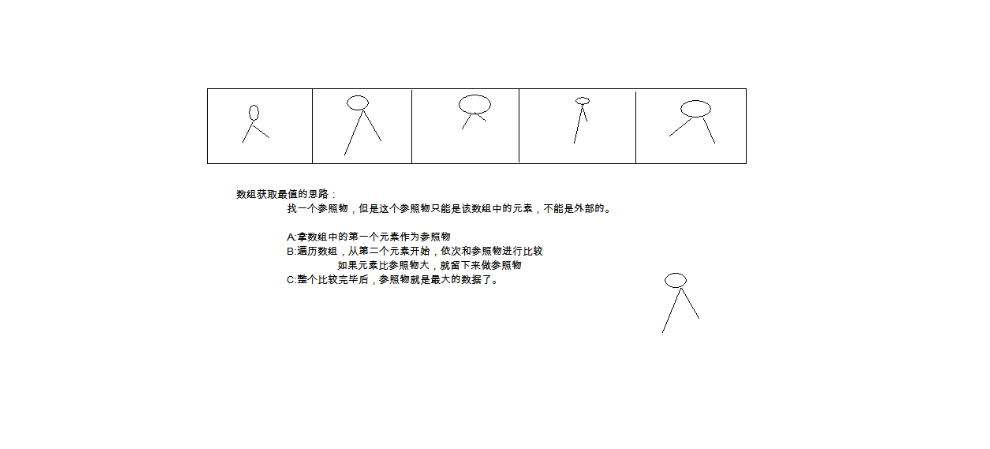 数组获取最值的思路：
找一个参照物，但是这个参照物只能是该数组中的元素，不能是外部的。
A:拿数组中的第一个元素作为参照物
B:遍历数组，从第二个元素开始，依次和参照物进行比较
如果元素比参照物大，就留下来做参照物
C:整个比较完毕后，参照物就是最大的数据了。